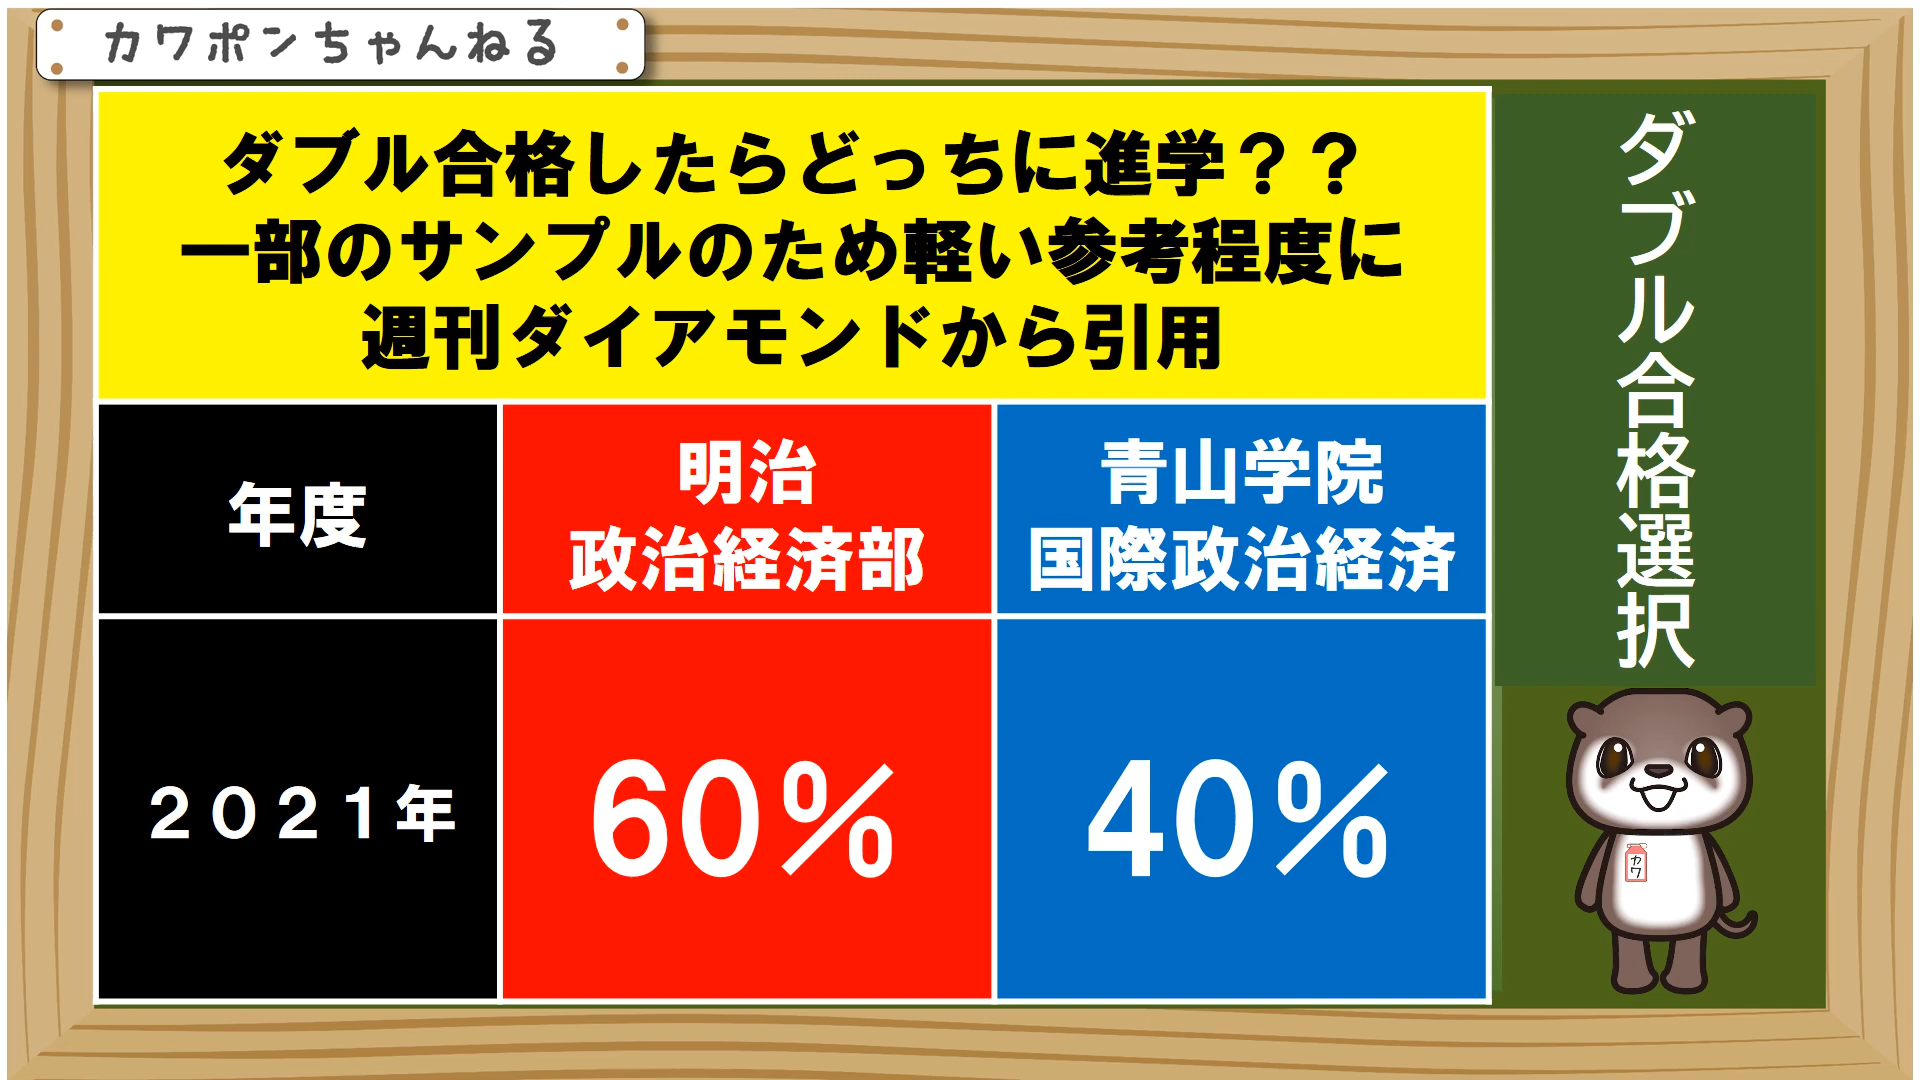 カワポンちゃんねる
ダブル合格したらどっちに進学？？
一部のサンプルのため軽い参考程度に
週刊ダイアモンドから引用
年度
明治
政治経済部
青山学院
国際政治経済
２０２１年
60％
40％
ダブル合格選択
カワ